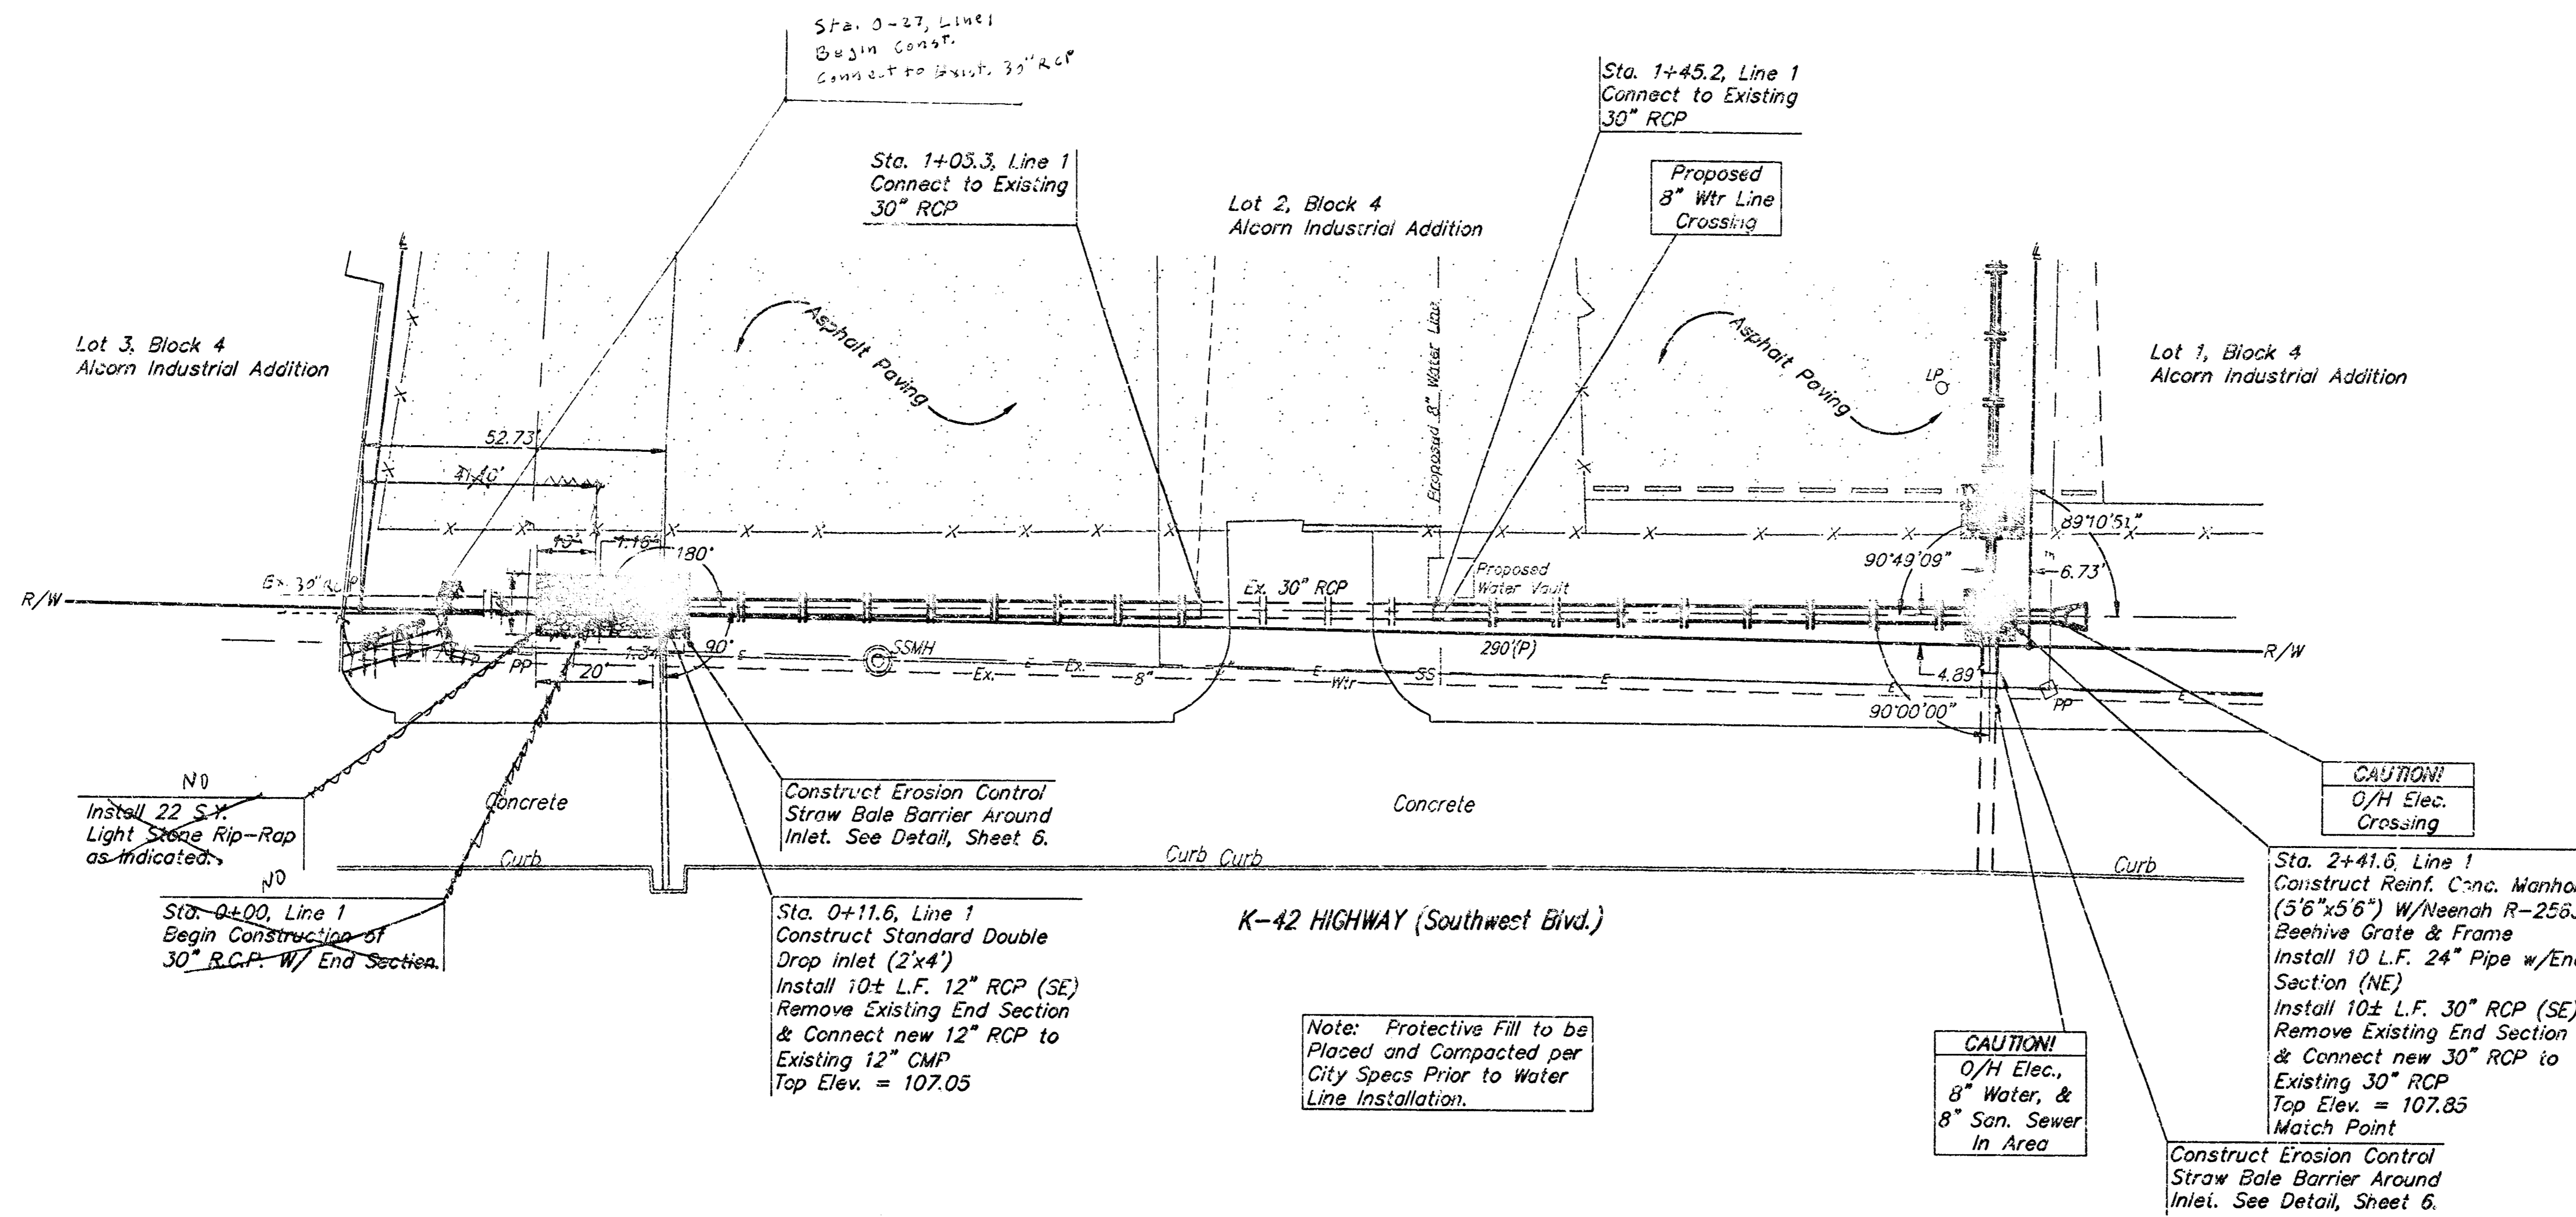 Sta. 0-27, Line 1
Begin Const.
Connect to Exist. 30" RCP
Sta. 1+45.2, Line 1
Connect to Existing
30" RCP
Sta. 1+05.3, Line 1
Connect to Existing
30" RCP
Proposed
8" Wtr Line
Crossing
Lot 2, Block 4
Alcorn Industrial Addition
Lot 3, Block 4
Alcorn Industrial Addition
Asphalt Paving
Proposed 8" Water Line
Asphalt Paving
LP
Lot 1, Block 4
Alcorn Industrial Addition
52.73'
41.40'
10'
1.16'
180°
89°10'51"
90°49'09"
6.73'
Ex. 30" RCP
R/W
Ex. 30" RCP
Proposed
Water Vault
PP
1.34'
90°
20'
S
SSMH
E
Ex.
Ex.
8"
E
Wtr
SS
290'(P)
E
4.89'
E
PP
E
R/W
90°00'00"
NO
Install 22 S.Y.
Light Stone Rip-Rap
as indicated.
Concrete
Construct Erosion Control
Straw Bale Barrier Around
Inlet. See Detail, Sheet 6.
Concrete
CAUTION!
O/H Elec.
Crossing
Curb
Curb Curb
Curb
NO
Sta. 0+00, Line 1
Begin Construction of
30" R.C.P. W/ End Section.
Sta. 0+11.6, Line 1
Construct Standard Double
Drop Inlet (2'x4')
Install 10± L.F. 12" RCP (SE)
Remove Existing End Section
& Connect new 12" RCP to
Existing 12" CMP
Top Elev. = 107.05
K-42 HIGHWAY (Southwest Blvd.)
Note: Protective Fill to be
Placed and Compacted per
City Specs Prior to Water
Line Installation.
CAUTION!
O/H Elec.,
8" Water, &
8" San. Sewer
In Area
Sta. 2+41.6, Line 1
Construct Reinf. Conc. Manho
(5'6"x5'6") W/Neenah R-256
Beehive Grate & Frame
Install 10 L.F. 24" Pipe w/En
Section (NE)
Install 10± L.F. 30" RCP (SE)
Remove Existing End Section
& Connect new 30" RCP to
Existing 30" RCP
Top Elev. = 107.85
Match Point
Construct Erosion Control
Straw Bale Barrier Around
Inlet. See Detail, Sheet 6.